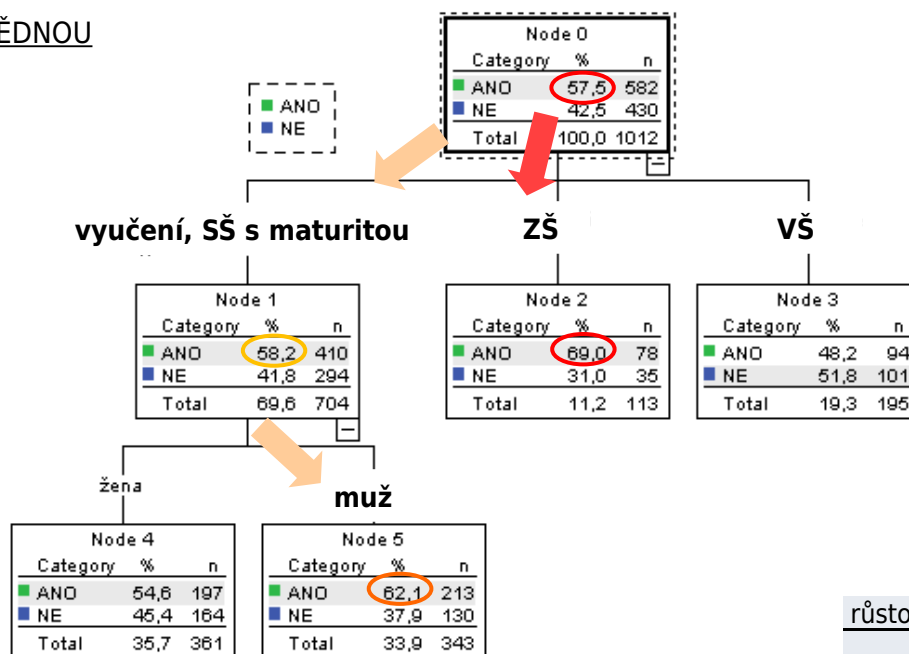 ĚDNOU
ANO
NE
Node 0
Category % n
ANO 57,5 582
NE 42,5 430
Total 100,0 1012
vyučení, SŠ s maturitou
ZŠ
VŠ
Node 1
Category % n
ANO 58,2 410
NE 41,8 294
Total 69,6 704
Node 2
Category % n
ANO 69,0 78
NE 31,0 35
Total 11,2 113
Node 3
Category % n
ANO 48,2 94
NE 51,8 101
Total 19,3 195
žena
muž
Node 4
Category % n
ANO 54,6 197
NE 45,4 164
Total 35,7 361
Node 5
Category % n
ANO 62,1 213
NE 37,9 130
Total 33,9 343
růsto